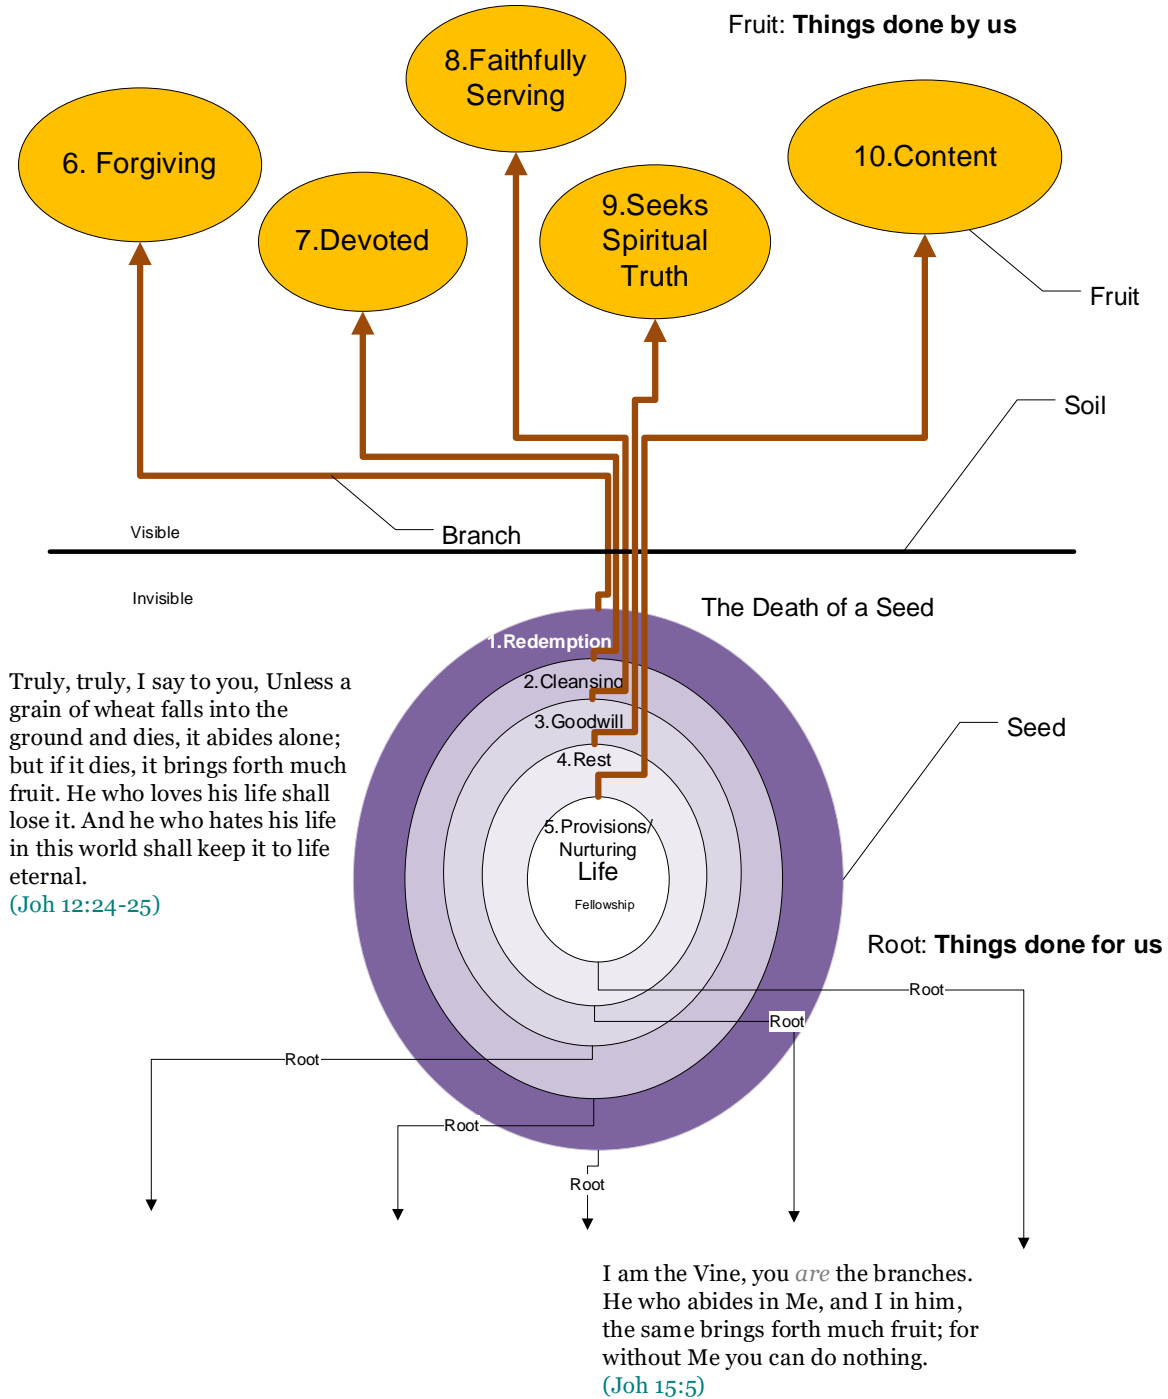 Fruit: Things done by us
8.Faithfully
Serving
6. Forgiving
10.Content
7.Devoted
9.Seeks
Spiritual
Truth
Fruit
Soil
Branch
Visible
Invisible
The Death of a Seed
1.Redemption
2.Cleansing
3.Goodwill
4.Rest
5.Provisions/
Nurturing
Life
Fellowship
Seed
Truly, truly, I say to you, Unless a
grain of wheat falls into the
ground and dies, it abides alone;
but if it dies, it brings forth much
fruit. He who loves his life shall
lose it. And he who hates his life
in this world shall keep it to life
eternal.
(Joh 12:24-25)
Root: Things done for us
Root
Root
Root
Root
Root
I am the Vine, you are the branches.
He who abides in Me, and I in him,
the same brings forth much fruit; for
without Me you can do nothing.
(Joh 15:5)